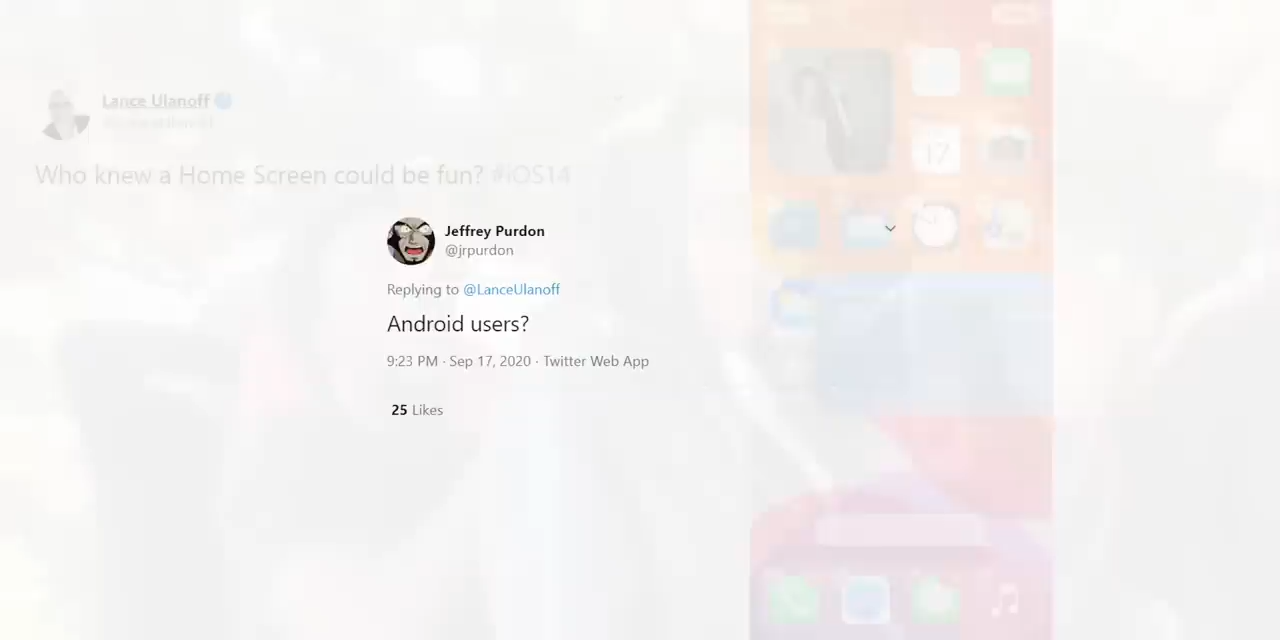 Lance Ulanoff
Who knew a Home Screen could be fun? #iOS14
Jeffrey Purdon
@jrpurdon
Replying to @LanceUlanoff
Android users?
9:23 PM · Sep 17, 2020 · Twitter Web App
25 Likes
17